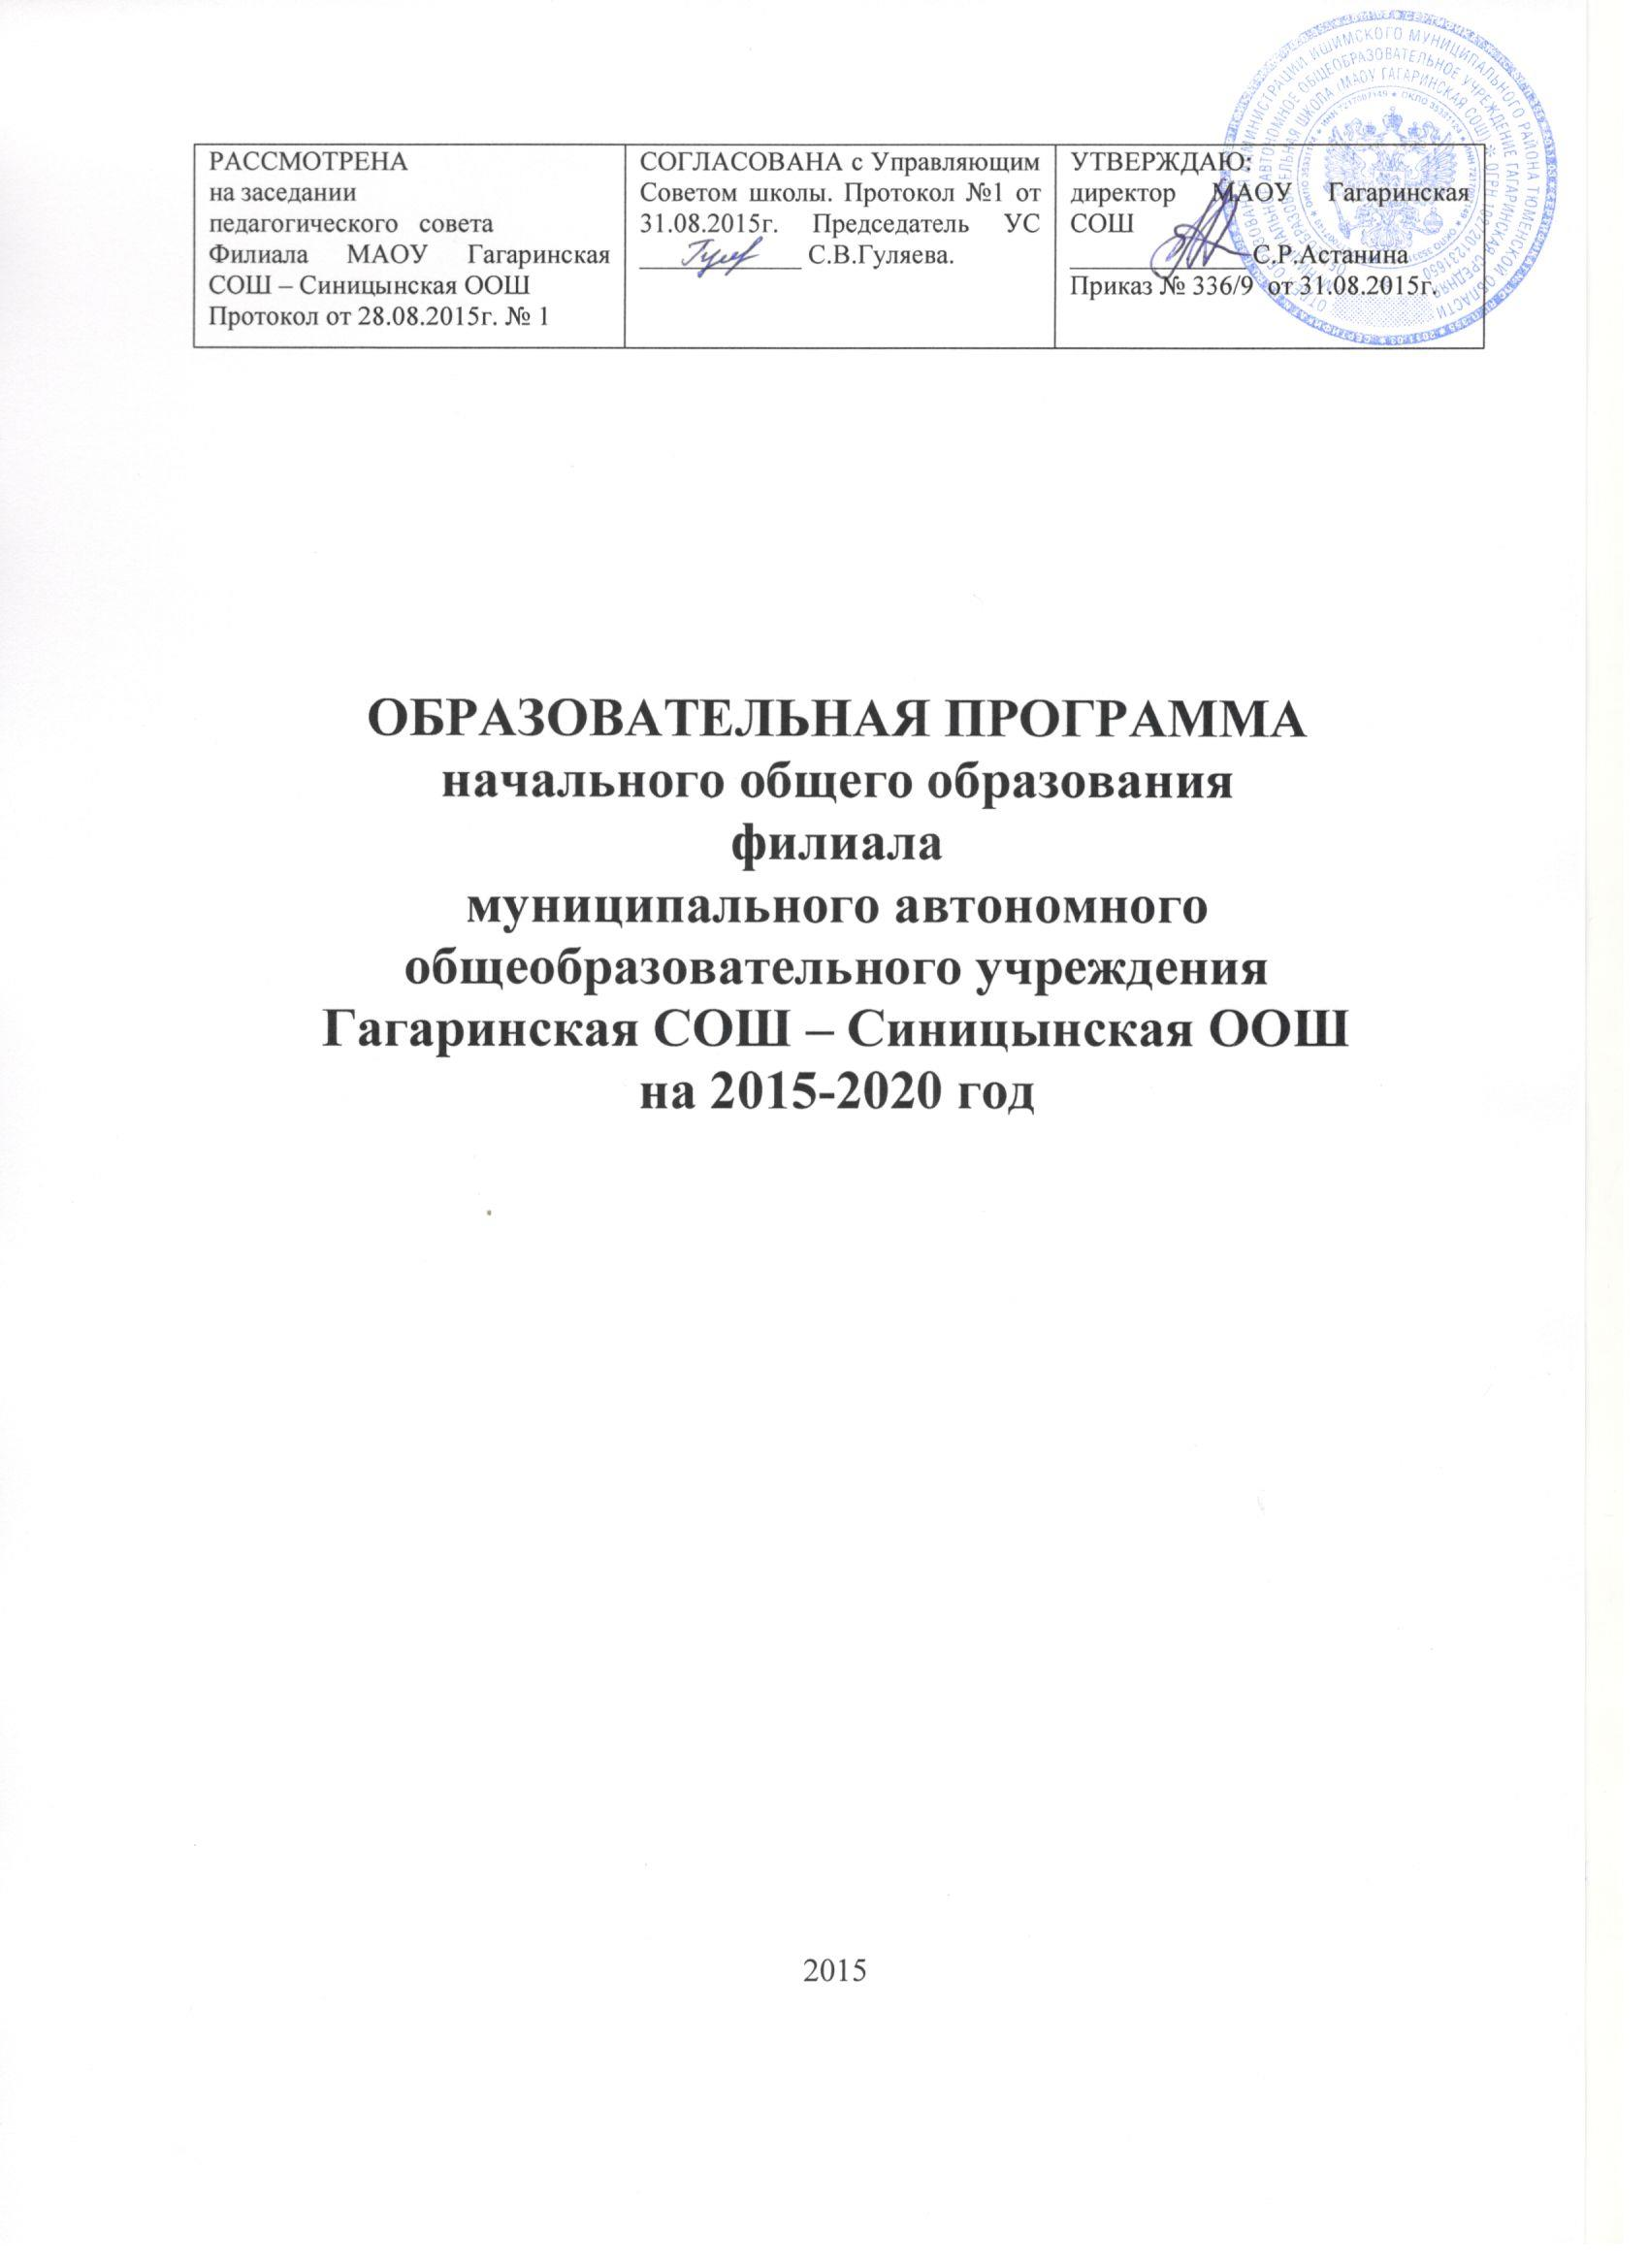 РАССМОТРЕНА
на заседании
педагогического совета
Филиала МАОУ Гагаринская
СОШ – Синицынская ООШ
Протокол от 28.08.2015г. № 1
СОГЛАСОВАНА с Управляющим
Советом школы. Протокол №1 от
31.08.2015г. Председатель УС
____________ С.В.Гуляева.
УТВЕРЖДАЮ:
директор МАОУ Гагаринская
СОШ
_____________С.Р.Астанина
Приказ № 336/9 от 31.08.2015г.
ОБРАЗОВАТЕЛЬНАЯ ПРОГРАММА
начального общего образования
филиала
муниципального автономного
общеобразовательного учреждения
Гагаринская СОШ – Синицынская ООШ
на 2015-2020 год
2015